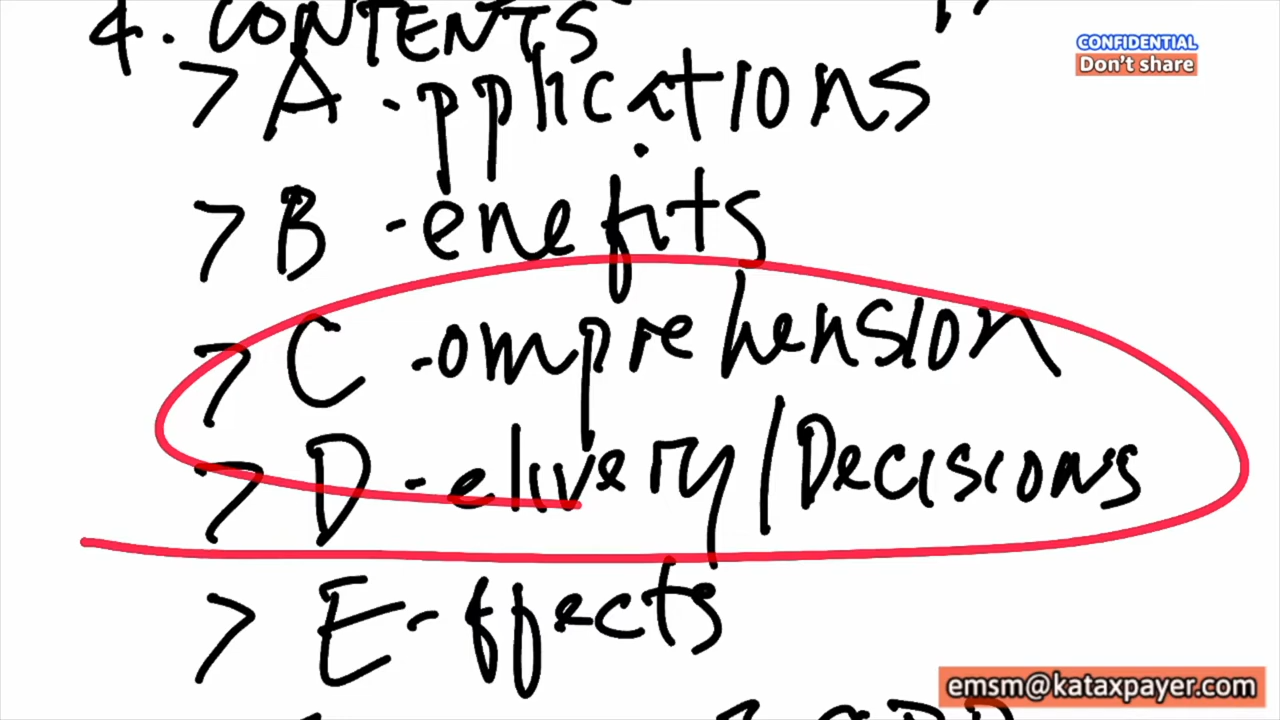 4. CONTENTS
CONFIDENTIAL
Don't share
> A - pplications
> B - enefits
> C - omprehension
> D - elivery/Decisions
> E - ffects
emsm@kataxpayer.com